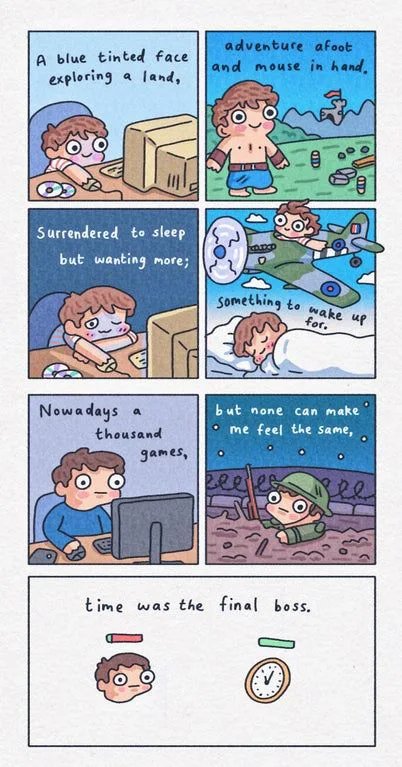 A blue tinted face
exploring a land,
adventure afoot
and mouse in hand.
Surrendered to sleep
but wanting more;
Something to wake up
for.
Nowadays a
thousand
games,
but none can make
me feel the same,
time was the final boss.